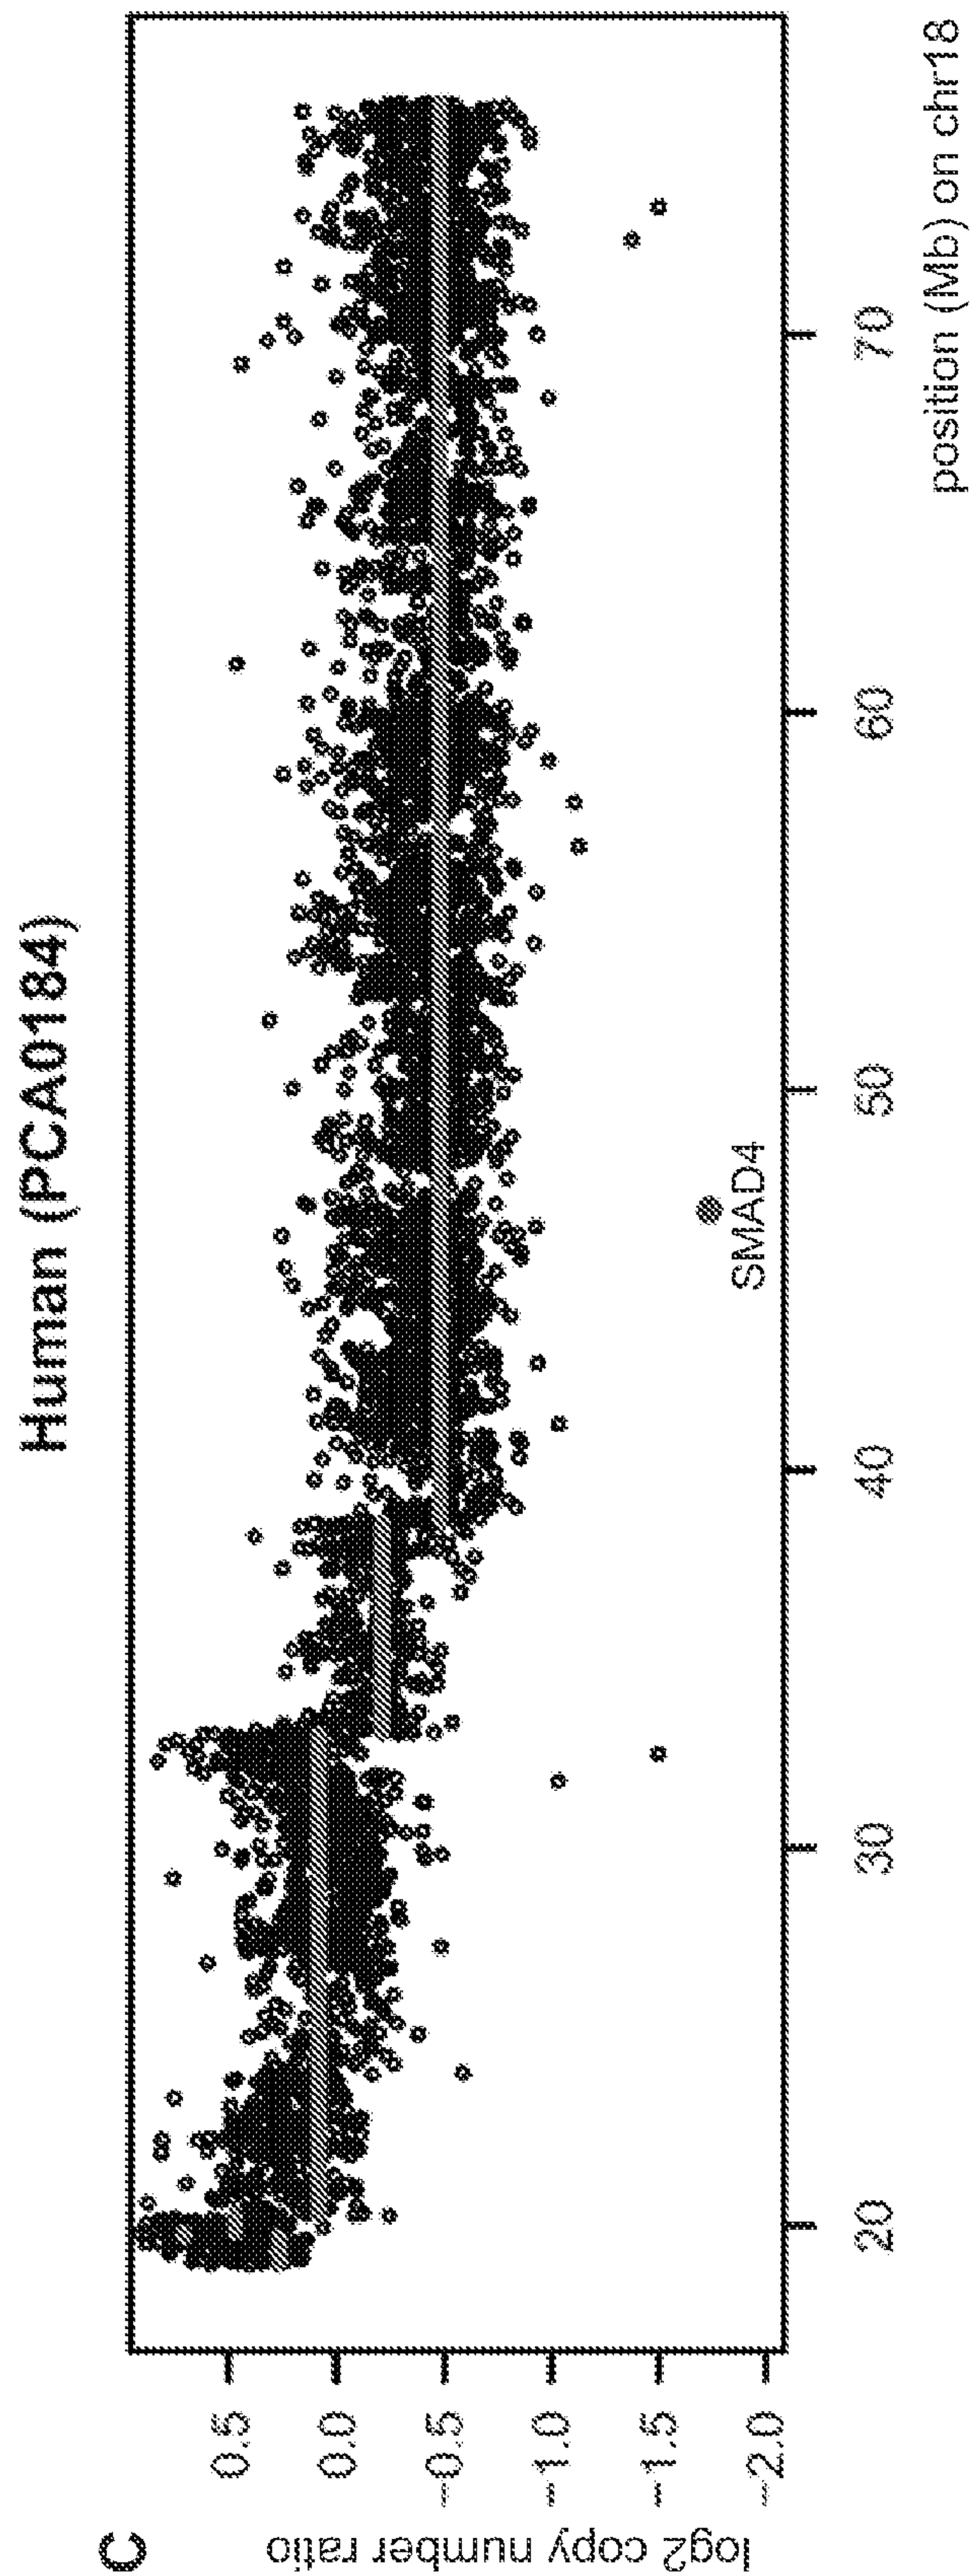 C
Human (PCA0184)
log2 copy number ratio
0.5
0.0
−0.5
−1.0
−1.5
−2.0
SMAD4
20
30
40
50
60
70
position (Mb) on chr18